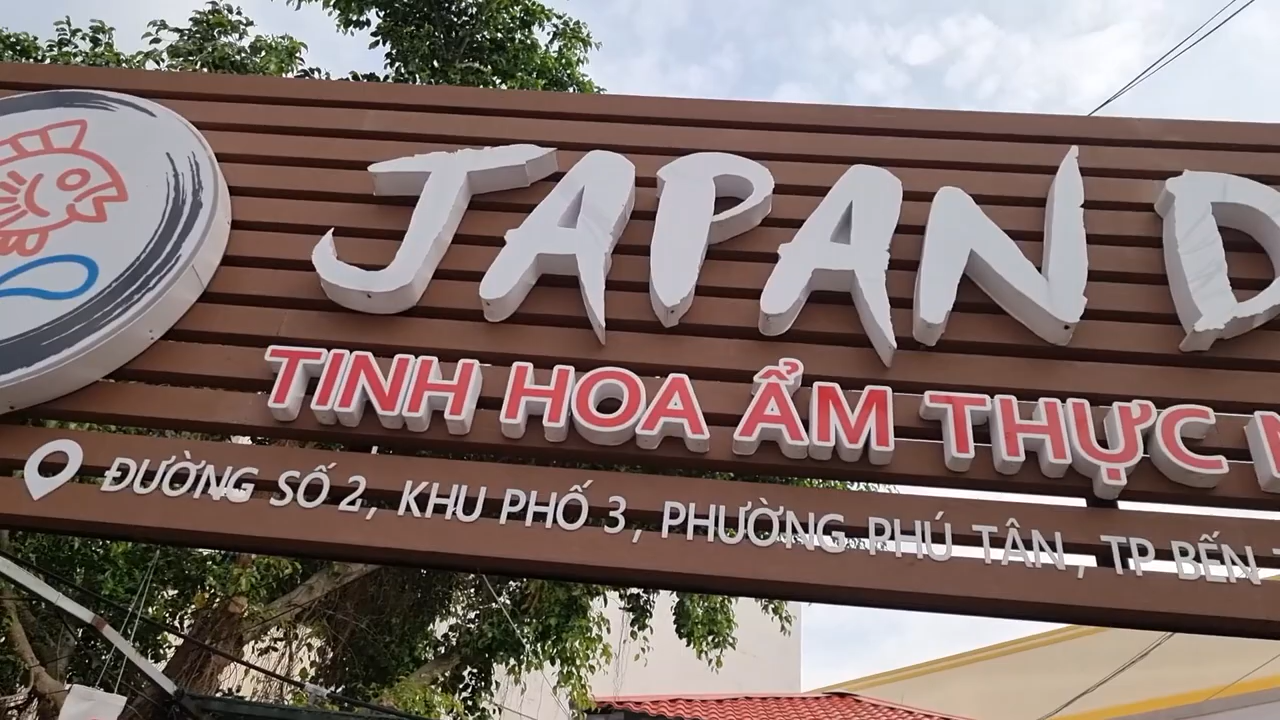 JAPAN D
TINH HOA ẨM THỰC
ĐƯỜNG SỐ 2, KHU PHỐ 3, PHƯỜNG PHÚ TÂN, TP BẾN